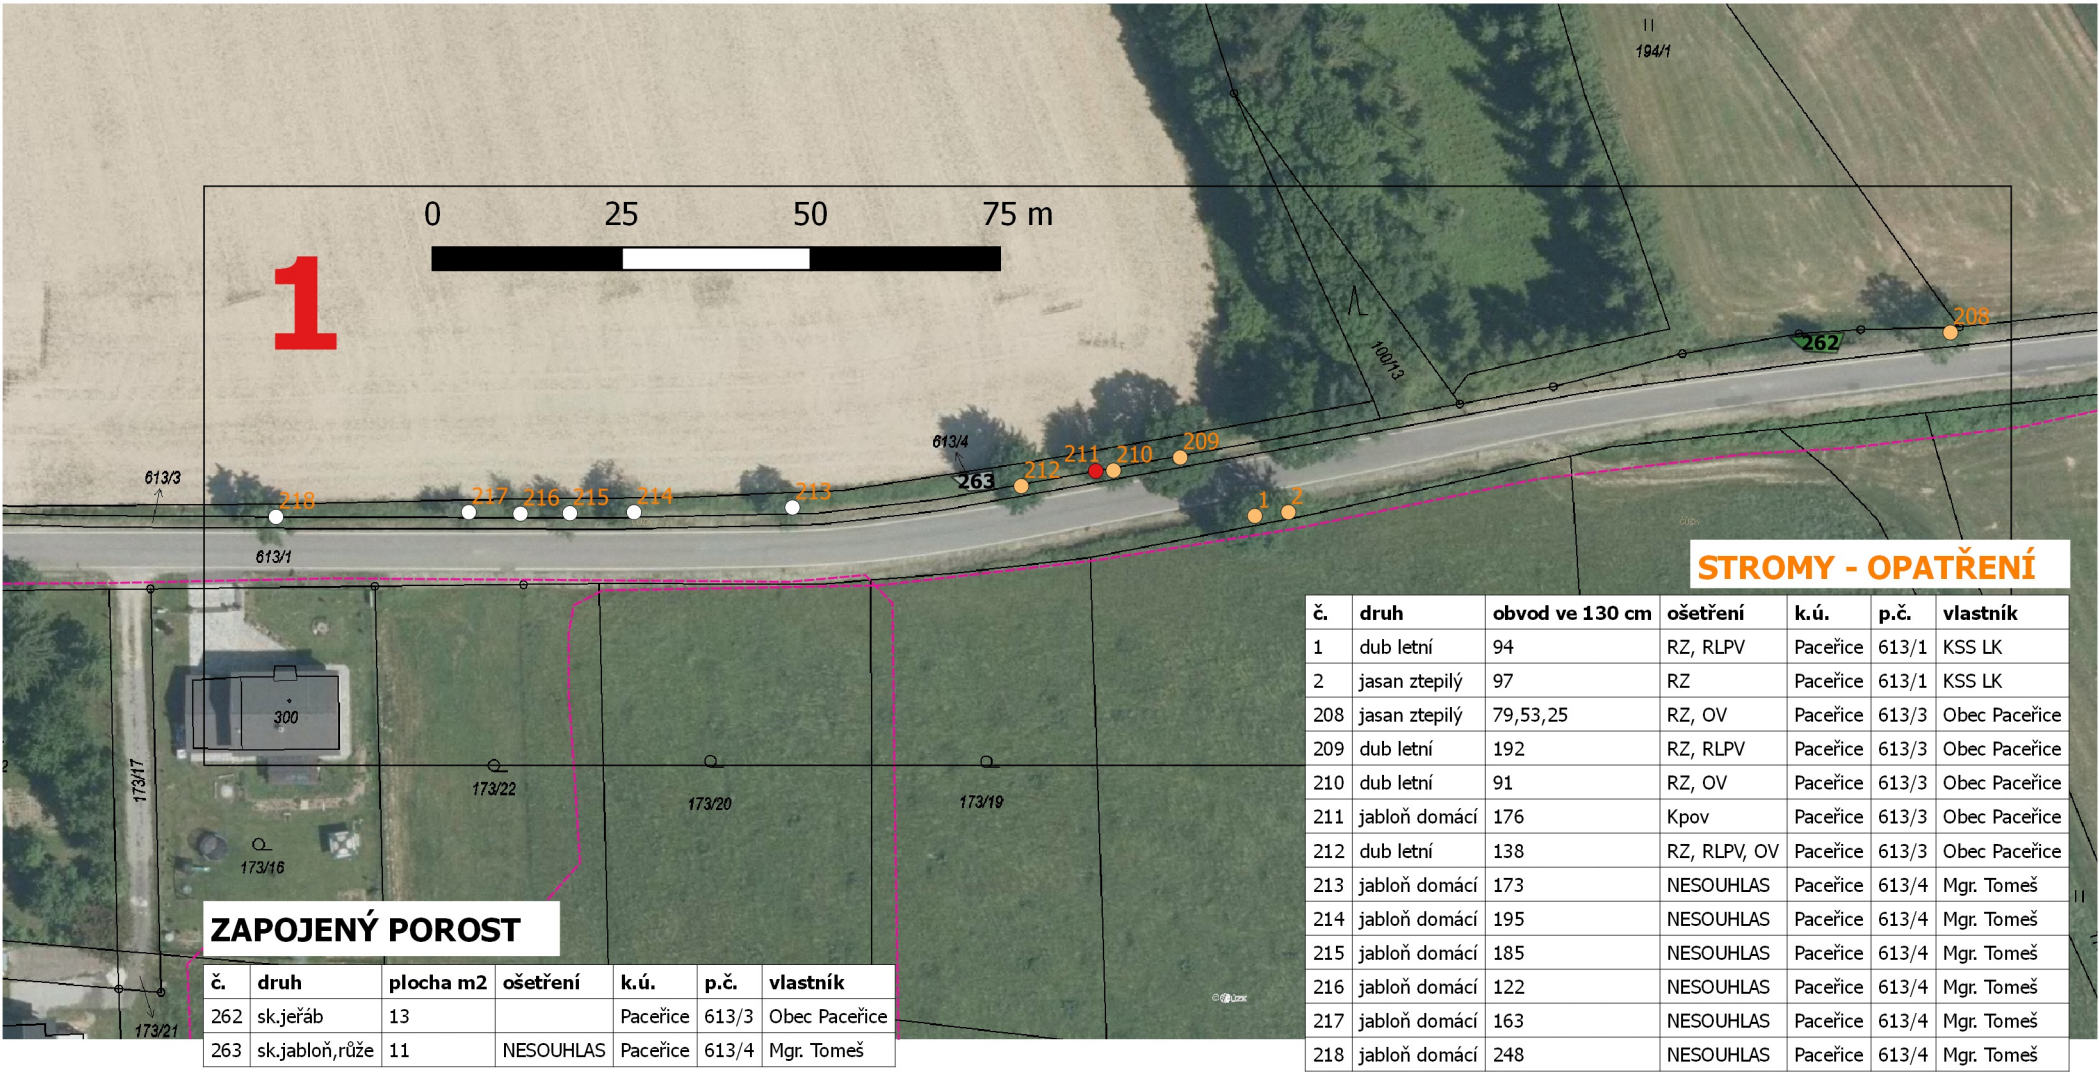 194/1
0 25 50 75 m
1
100/13
208
262
613/4
209
211 210
212
263
613/3
218 217 216 215 214 213
1 2
613/1
STROMY - OPATŘENÍ
č. druh obvod ve 130 cm ošetření k.ú. p.č. vlastník
1 dub letní 94 RZ, RLPV Paceřice 613/1 KSS LK
2 jasan ztepilý 97 RZ Paceřice 613/1 KSS LK
208 jasan ztepilý 79,53,25 RZ, OV Paceřice 613/3 Obec Paceřice
209 dub letní 192 RZ, RLPV Paceřice 613/3 Obec Paceřice
210 dub letní 91 RZ, OV Paceřice 613/3 Obec Paceřice
211 jabloň domácí 176 Kpov Paceřice 613/3 Obec Paceřice
212 dub letní 138 RZ, RLPV, OV Paceřice 613/3 Obec Paceřice
213 jabloň domácí 173 NESOUHLAS Paceřice 613/4 Mgr. Tomeš
214 jabloň domácí 195 NESOUHLAS Paceřice 613/4 Mgr. Tomeš
215 jabloň domácí 185 NESOUHLAS Paceřice 613/4 Mgr. Tomeš
216 jabloň domácí 122 NESOUHLAS Paceřice 613/4 Mgr. Tomeš
217 jabloň domácí 163 NESOUHLAS Paceřice 613/4 Mgr. Tomeš
218 jabloň domácí 248 NESOUHLAS Paceřice 613/4 Mgr. Tomeš
300
173/17
173/22
173/20
173/19
173/16
ZAPOJENÝ POROST
č. druh plocha m2 ošetření k.ú. p.č. vlastník
262 sk.jeřáb 13 Paceřice 613/3 Obec Paceřice
263 sk.jabloň,růže 11 NESOUHLAS Paceřice 613/4 Mgr. Tomeš
173/21